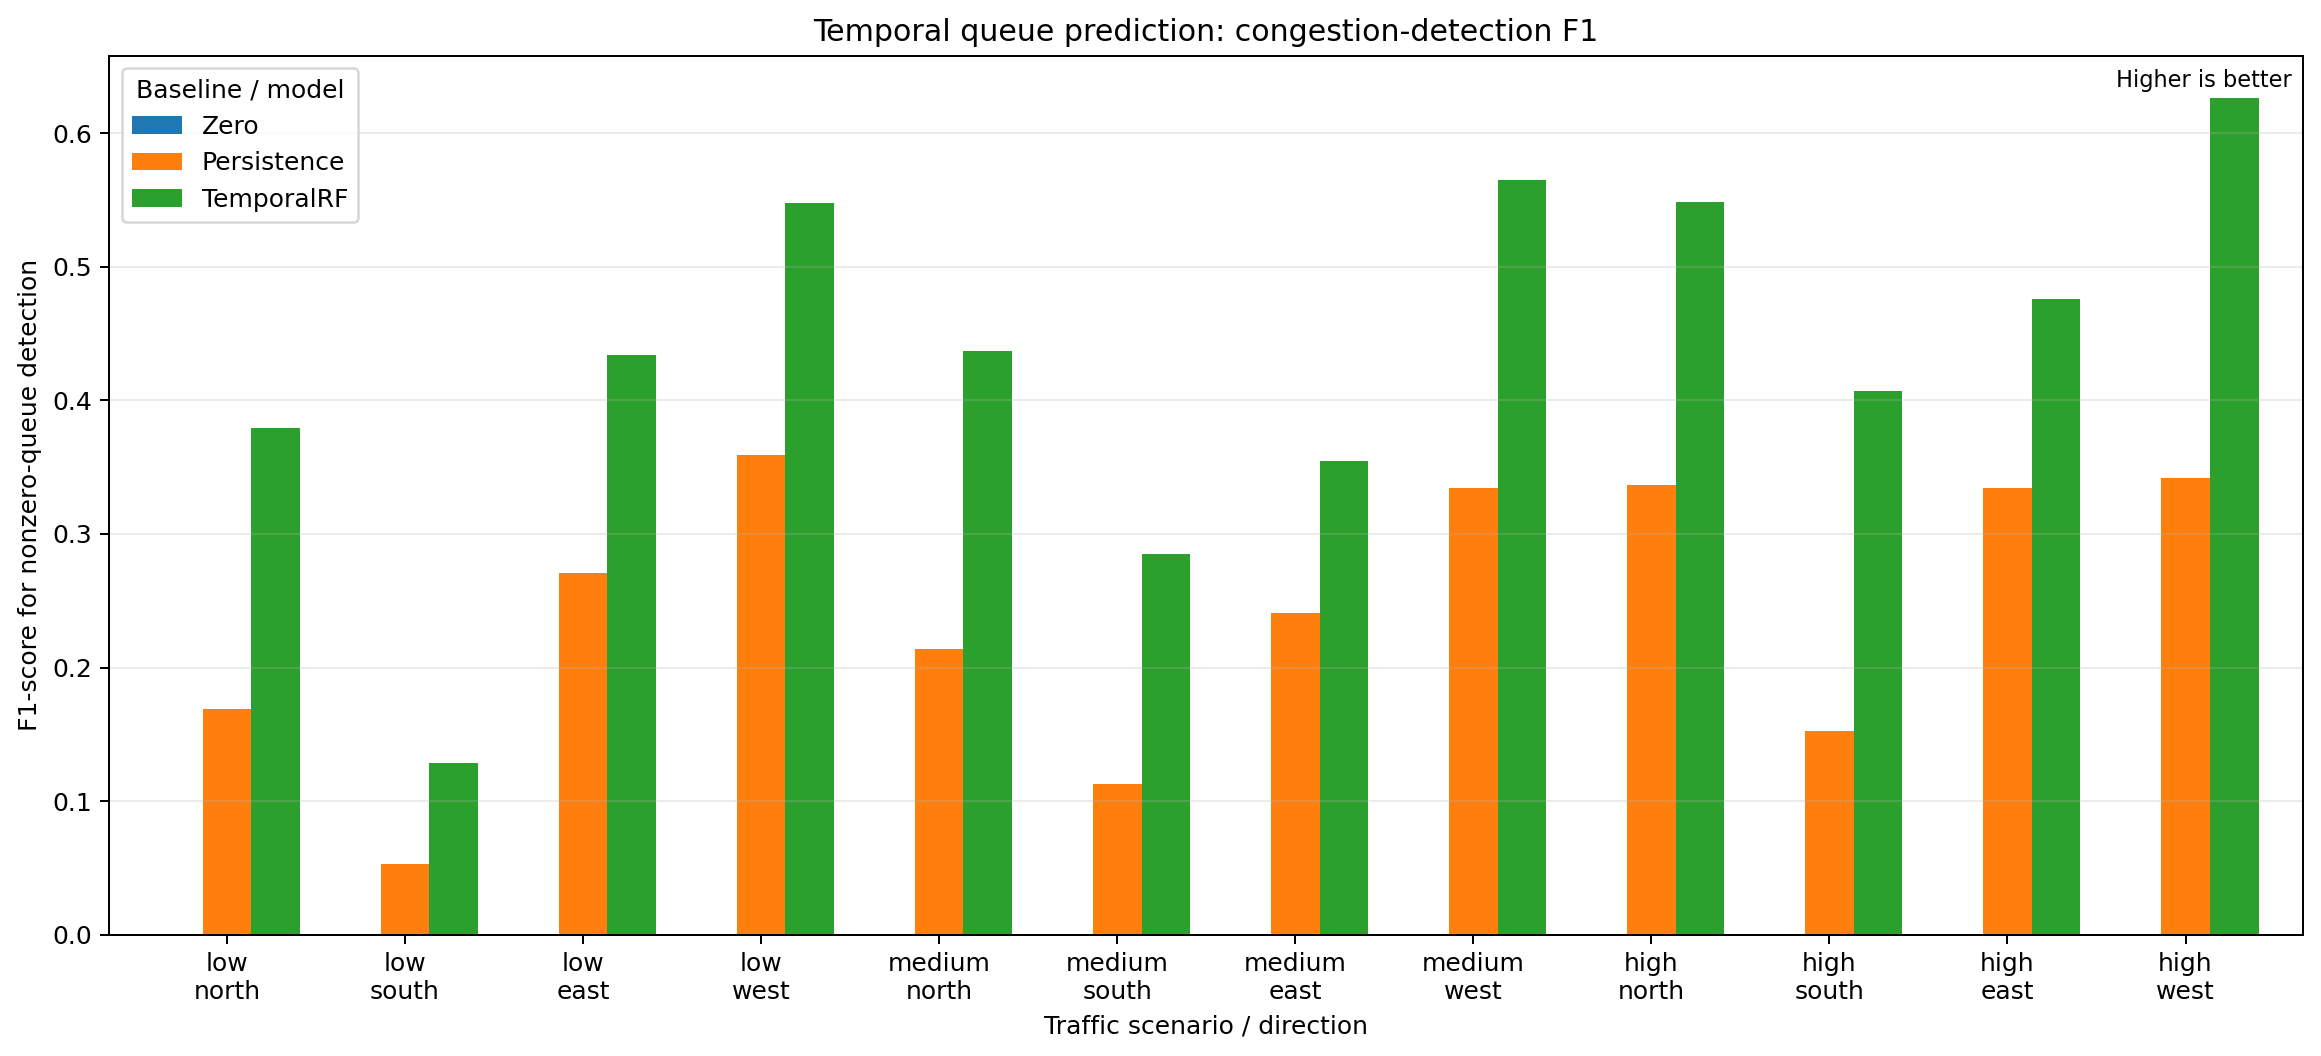 Temporal queue prediction: congestion-detection F1
Higher is better
Baseline / model
Zero
Persistence
TemporalRF
F1-score for nonzero-queue detection
0.6
0.5
0.4
0.3
0.2
0.1
0.0
low
north
low
south
low
east
low
west
medium
north
medium
south
medium
east
medium
west
high
north
high
south
high
east
high
west
Traffic scenario / direction